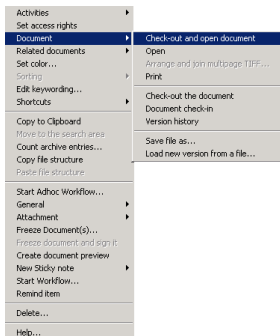 Activities
Set access rights
Document
Related documents
Set color...
Sorting
Edit keywording...
Shortcuts
Copy to Clipboard
Move to the search area
Count archive entries...
Copy file structure
Paste file structure
Start Adhoc Workflow...
General
Attachment
Freeze Document(s)...
Freeze document and sign it
Create document preview
New Sticky note
Start Workflow...
Remind item
Delete...
Help...
Check-out and open document
Open
Arrange and join multipage TIFF...
Print
Check-out the document
Document check-in
Version history
Save file as...
Load new version from a file...